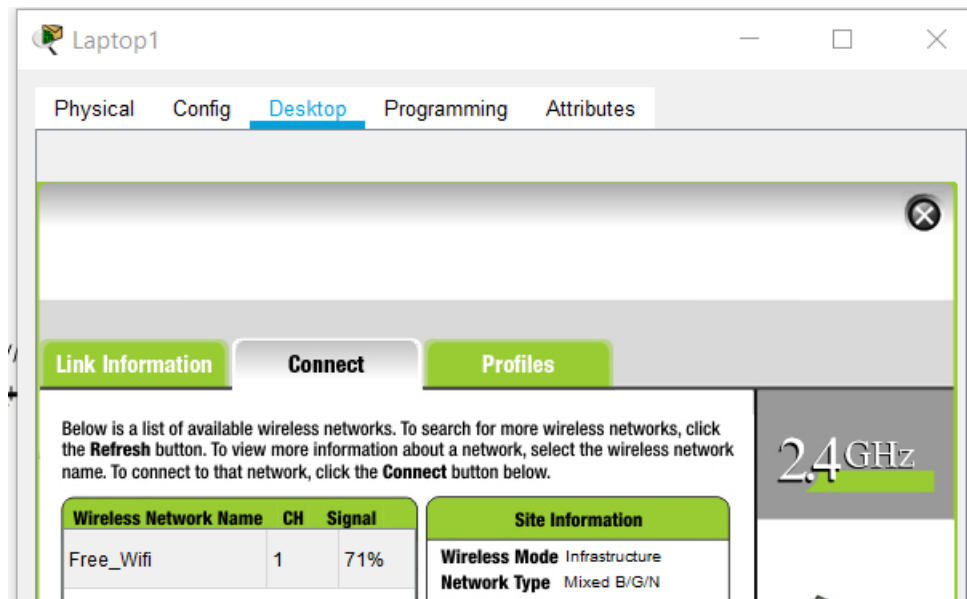 Laptop1
Physical Config Desktop Programming Attributes
Link Information Connect Profiles
Below is a list of available wireless networks. To search for more wireless networks, click
the Refresh button. To view more information about a network, select the wireless network
name. To connect to that network, click the Connect button below.
2.4 GHz
Wireless Network Name CH Signal
Site Information
Free_Wifi 1 71%
Wireless Mode Infrastructure
Network Type Mixed B/G/N